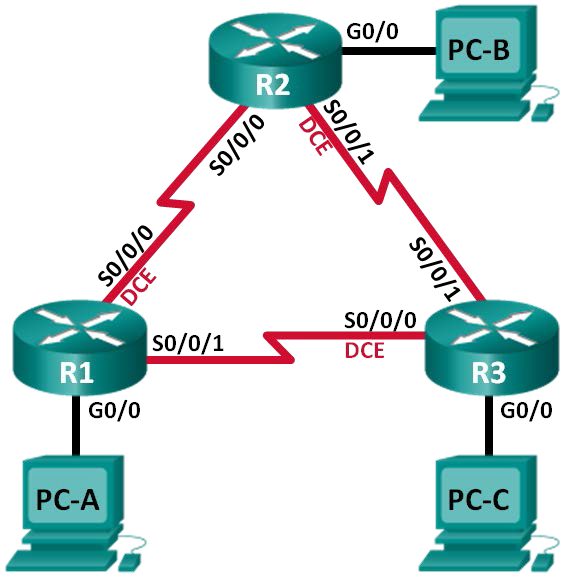 G0/0
PC-B
R2
S0/0/0
DCE
S0/0/1
S0/0/0
DCE
S0/0/1
S0/0/1
S0/0/0
DCE
R1
R3
G0/0
G0/0
PC-A
PC-C